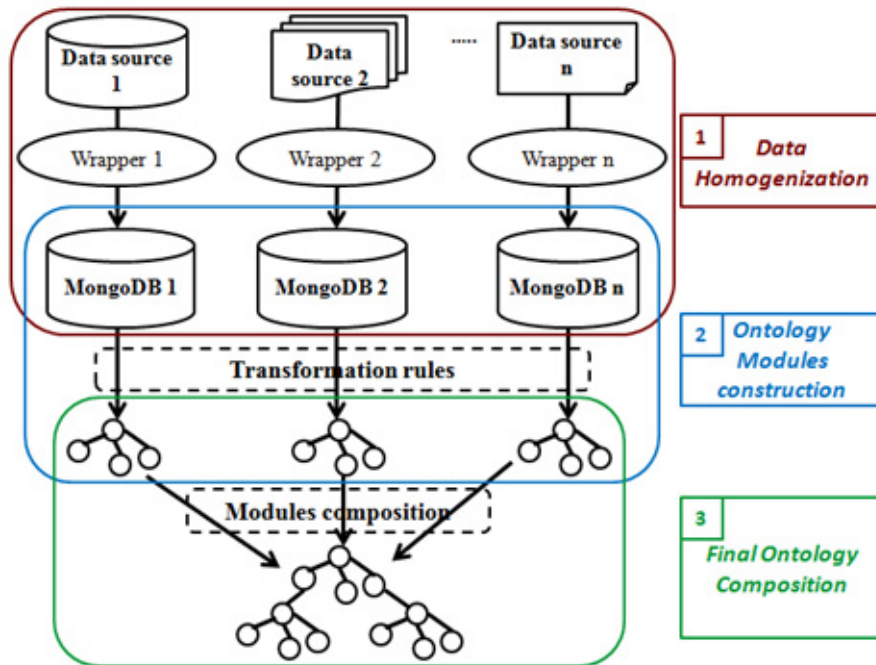 Data source
1
Data
source 2
.....
Data source
n
Wrapper 1
Wrapper 2
Wrapper n
MongoDB 1
MongoDB 2
MongoDB n
Transformation rules
Modules composition
1
Data
Homogenization
2
Ontology
Modules
construction
3
Final Ontology
Composition